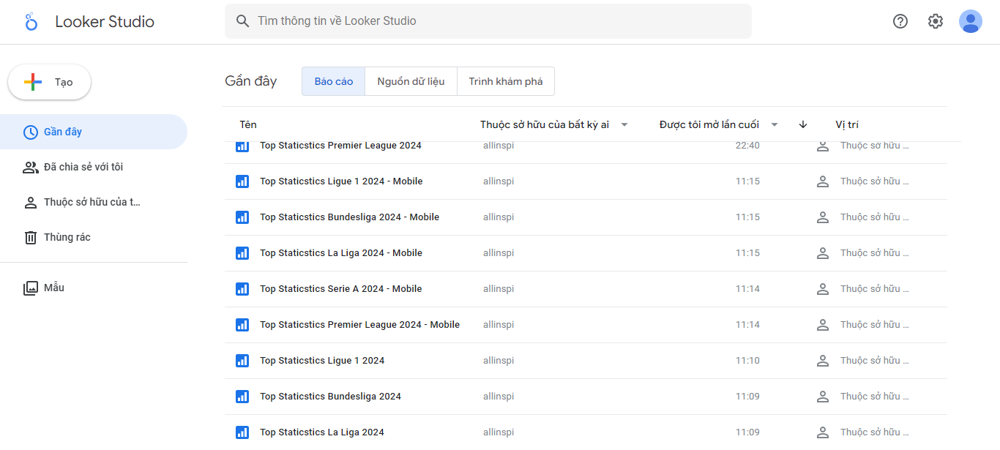 Looker Studio
Tìm thông tin về Looker Studio
Tạo
Gần đây
Đã chia sẻ với tôi
Thuộc sở hữu của t...
Thùng rác
Mẫu
Gần đây
Báo cáo
Nguồn dữ liệu
Trình khám phá
Tên Thuộc sở hữu của bất kỳ ai Được tôi mở lần cuối Vị trí
Top Staticstics Premier League 2024 allinspi 22:40 Thuộc sở hữu ...
Top Staticstics Ligue 1 2024 - Mobile allinspi 11:15 Thuộc sở hữu ...
Top Staticstics Bundesliga 2024 - Mobile allinspi 11:15 Thuộc sở hữu ...
Top Staticstics La Liga 2024 - Mobile allinspi 11:15 Thuộc sở hữu ...
Top Staticstics Serie A 2024 - Mobile allinspi 11:14 Thuộc sở hữu ...
Top Staticstics Premier League 2024 - Mobile allinspi 11:14 Thuộc sở hữu ...
Top Staticstics Ligue 1 2024 allinspi 11:10 Thuộc sở hữu ...
Top Staticstics Bundesliga 2024 allinspi 11:09 Thuộc sở hữu ...
Top Staticstics La Liga 2024 allinspi 11:09 Thuộc sở hữu ...